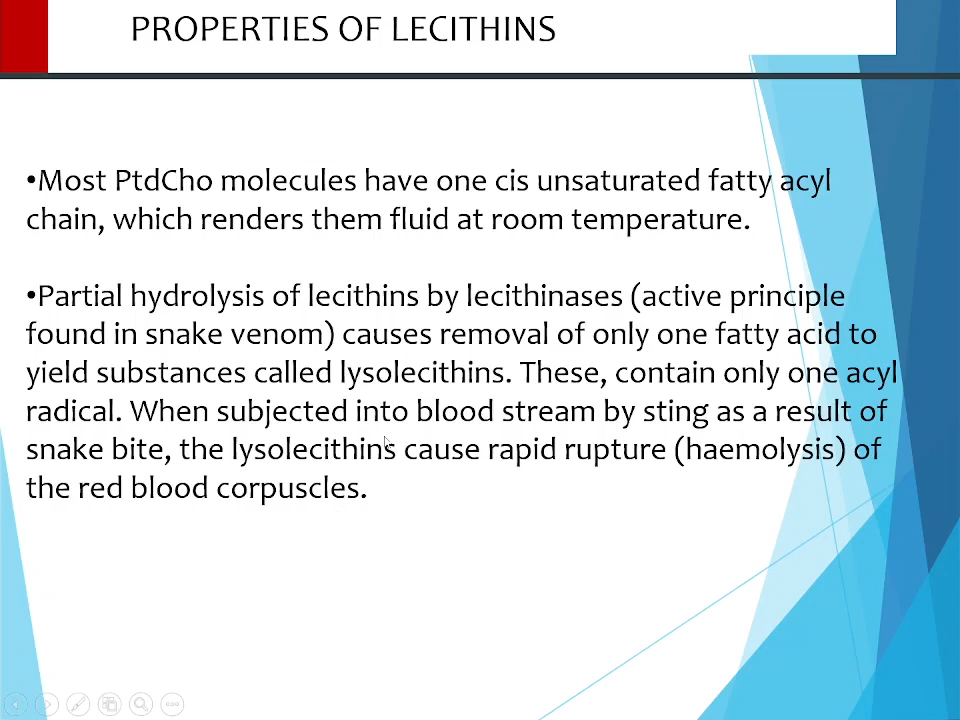 PROPERTIES OF LECITHINS
•Most PtdCho molecules have one cis unsaturated fatty acyl
chain, which renders them fluid at room temperature.
•Partial hydrolysis of lecithins by lecithinases (active principle
found in snake venom) causes removal of only one fatty acid to
yield substances called lysolecithins. These, contain only one acyl
radical. When subjected into blood stream by sting as a result of
snake bite, the lysolecithins cause rapid rupture (haemolysis) of
the red blood corpuscles.